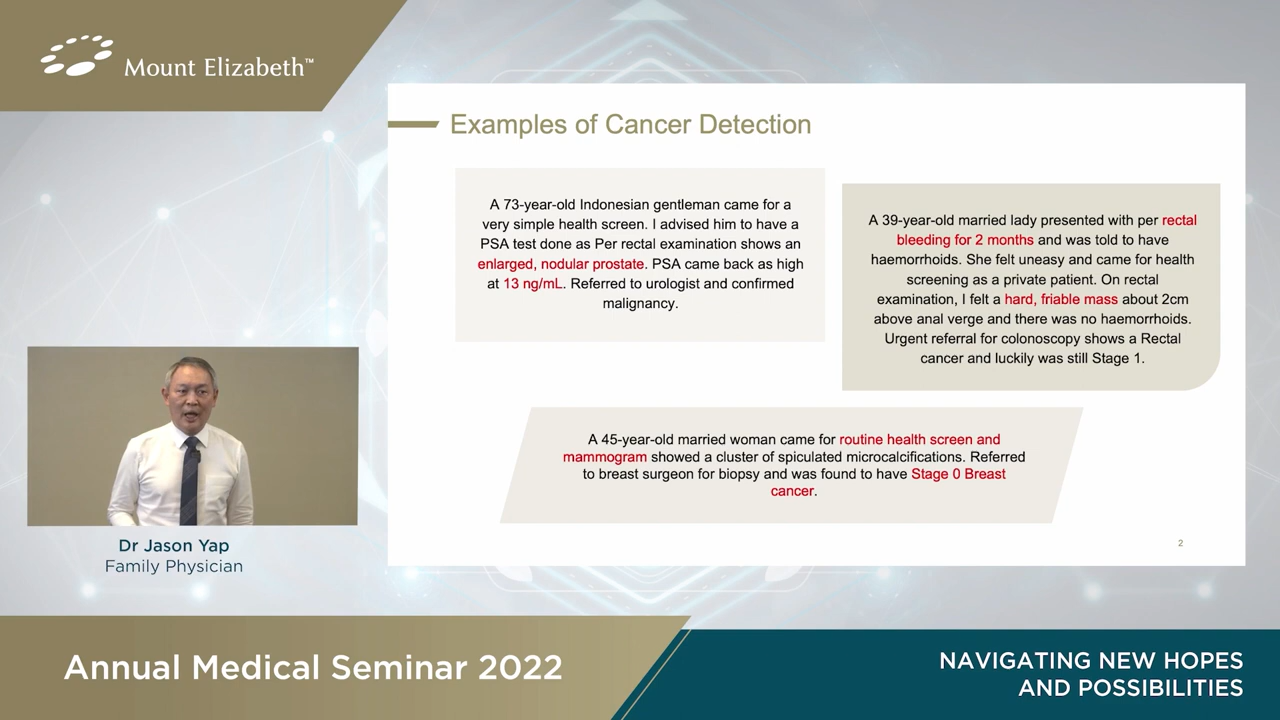 Mount Elizabeth™
Examples of Cancer Detection
A 73-year-old Indonesian gentleman came for a
very simple health screen. I advised him to have a
PSA test done as Per rectal examination shows an
enlarged, nodular prostate. PSA came back as high
at 13 ng/mL. Referred to urologist and confirmed
malignancy.
A 39-year-old married lady presented with per rectal
bleeding for 2 months and was told to have
haemorrhoids. She felt uneasy and came for health
screening as a private patient. On rectal
examination, I felt a hard, friable mass about 2cm
above anal verge and there was no haemorrhoids.
Urgent referral for colonoscopy shows a Rectal
cancer and luckily was still Stage 1.
A 45-year-old married woman came for routine health screen and
mammogram showed a cluster of spiculated microcalcifications. Referred
to breast surgeon for biopsy and was found to have Stage 0 Breast
cancer.
2
Dr Jason Yap
Family Physician
Annual Medical Seminar 2022
NAVIGATING NEW HOPES
AND POSSIBILITIES